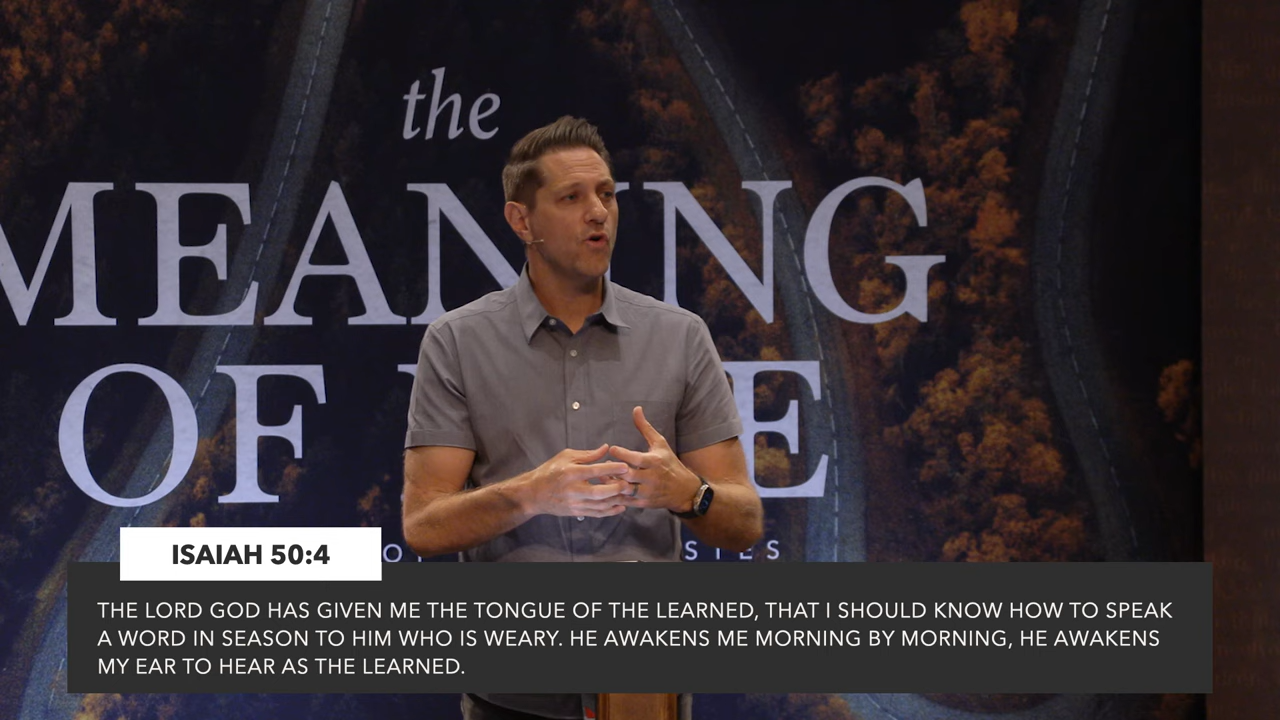 the
MEANING
OF
ISAIAH 50:4
THE LORD GOD HAS GIVEN ME THE TONGUE OF THE LEARNED, THAT I SHOULD KNOW HOW TO SPEAK
A WORD IN SEASON TO HIM WHO IS WEARY. HE AWAKENS ME MORNING BY MORNING, HE AWAKENS
MY EAR TO HEAR AS THE LEARNED.